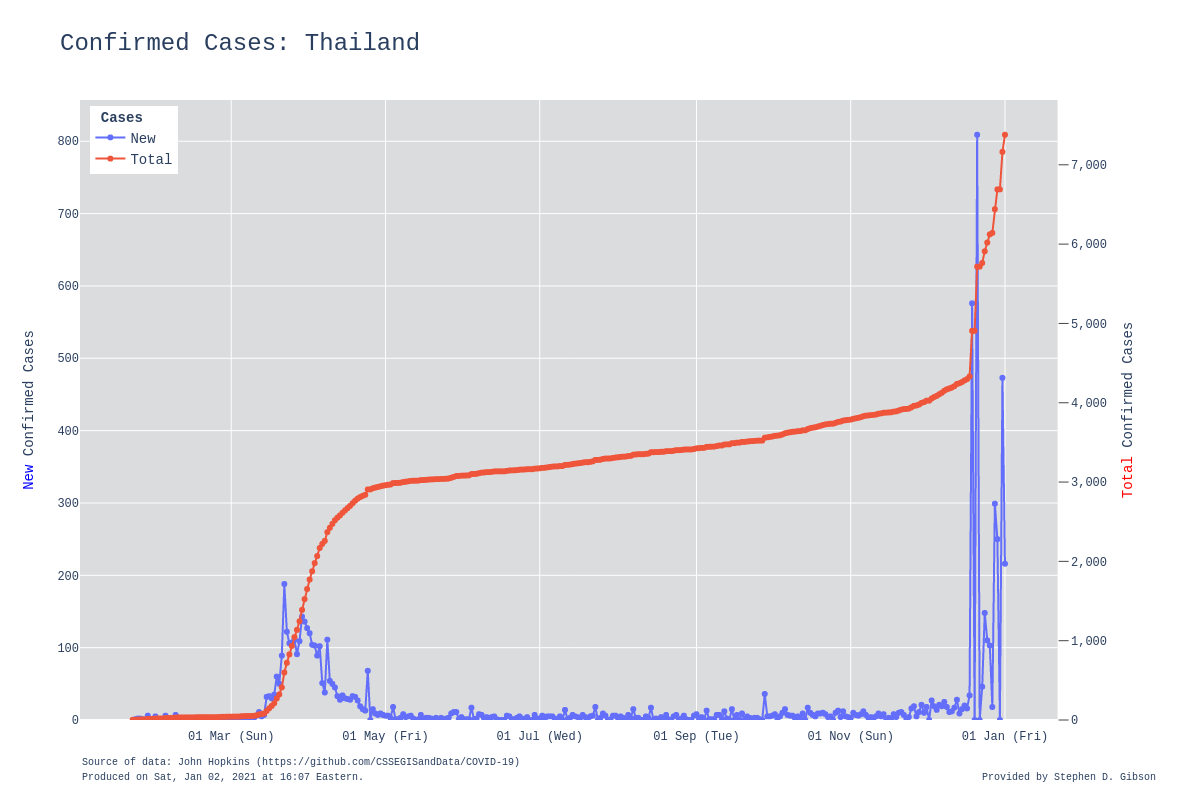 Confirmed Cases: Thailand
Cases
New
Total
800
700
600
500
400
300
200
100
0
7,000
6,000
5,000
4,000
3,000
2,000
1,000
0
New Confirmed Cases
Total Confirmed Cases
01 Mar (Sun) 01 May (Fri) 01 Jul (Wed) 01 Sep (Tue) 01 Nov (Sun) 01 Jan (Fri)
Source of data: John Hopkins (https://github.com/CSSEGISandData/COVID-19)
Produced on Sat, Jan 02, 2021 at 16:07 Eastern.
Provided by Stephen D. Gibson